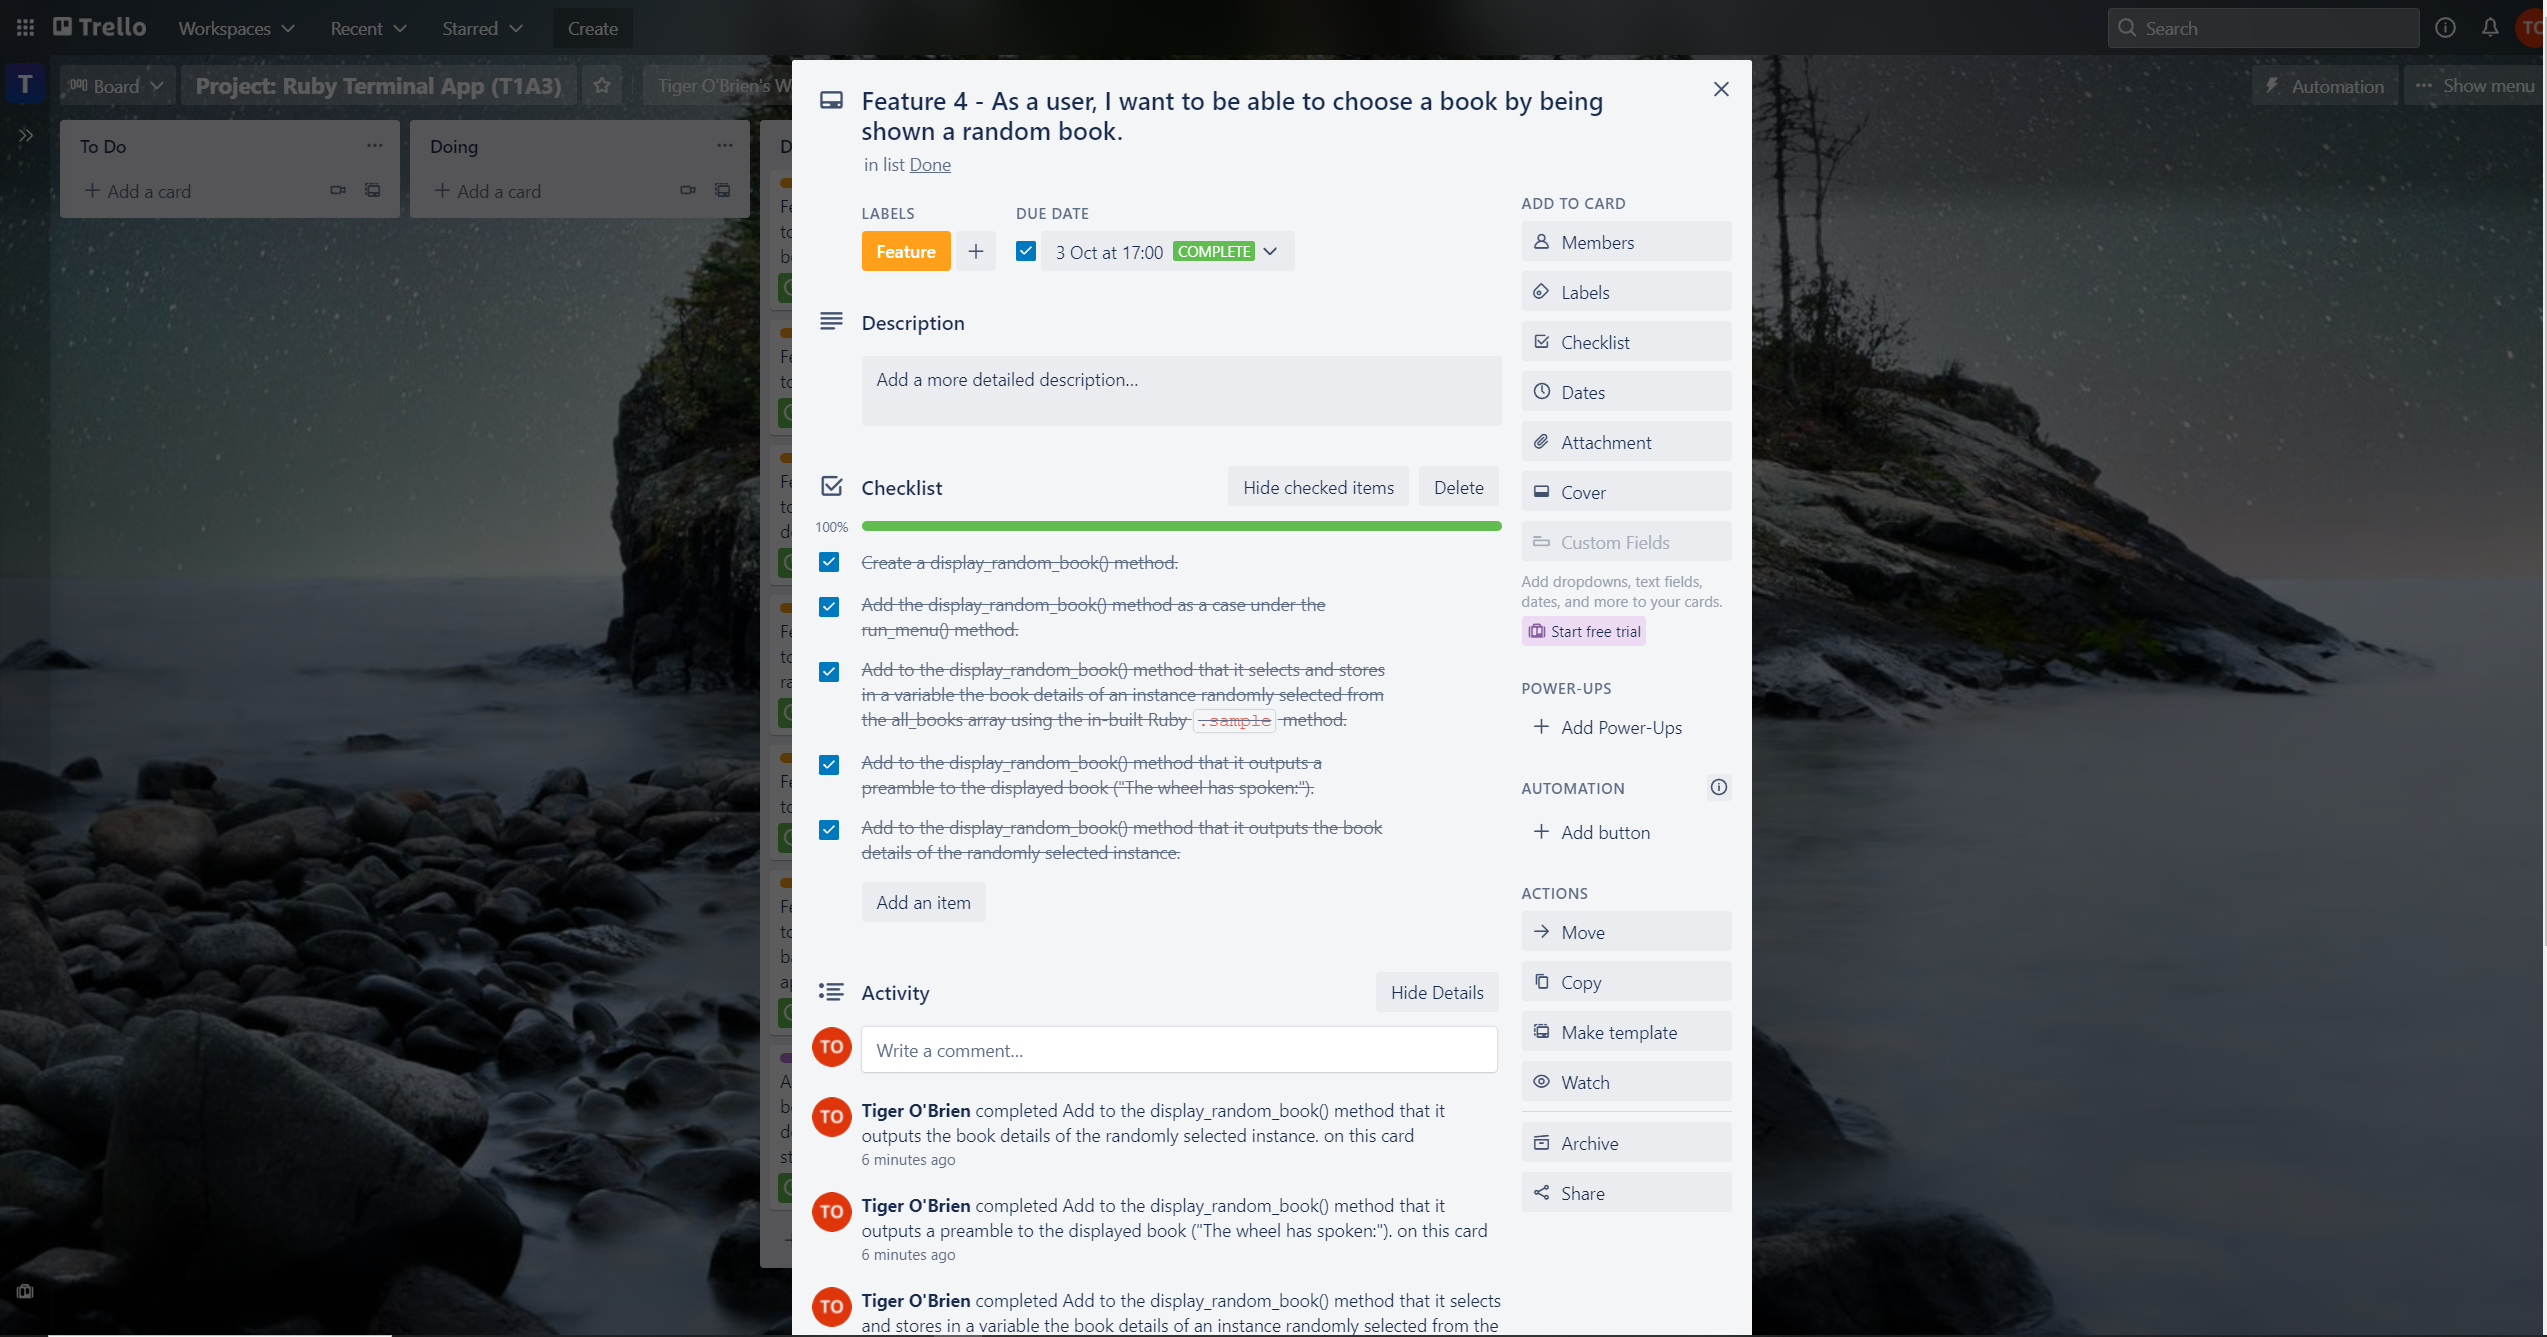 Trello
Workspaces
Recent
Starred
Create
Search
TO
T
Board
Project: Ruby Terminal App (T1A3)
Tiger O'Brien's
Automation
Show menu
To Do
Add a card
Doing
Add a card
Feature 4 - As a user, I want to be able to choose a book by being
shown a random book.
in list Done
LABELS
Feature
DUE DATE
3 Oct at 17:00 COMPLETE
Description
Add a more detailed description...
Checklist
Hide checked items
Delete
100%
Create a display_random_book() method.
Add the display_random_book() method as a case under the
run_menu() method.
Add to the display_random_book() method that it selects and stores
in a variable the book details of an instance randomly selected from
the all_books array using the in-built Ruby .sample method.
Add to the display_random_book() method that it outputs a
preamble to the displayed book ("The wheel has spoken:").
Add to the display_random_book() method that it outputs the book
details of the randomly selected instance.
Add an item
Activity
Hide Details
TO
Write a comment...
TO
Tiger O'Brien completed Add to the display_random_book() method that it
outputs the book details of the randomly selected instance. on this card
6 minutes ago
TO
Tiger O'Brien completed Add to the display_random_book() method that it
outputs a preamble to the displayed book ("The wheel has spoken:"). on this card
6 minutes ago
TO
Tiger O'Brien completed Add to the display_random_book() method that it selects
and stores in a variable the book details of an instance randomly selected from the
ADD TO CARD
Members
Labels
Checklist
Dates
Attachment
Cover
Custom Fields
Add dropdowns, text fields,
dates, and more to your cards.
Start free trial
POWER-UPS
Add Power-Ups
AUTOMATION
Add button
ACTIONS
Move
Copy
Make template
Watch
Archive
Share